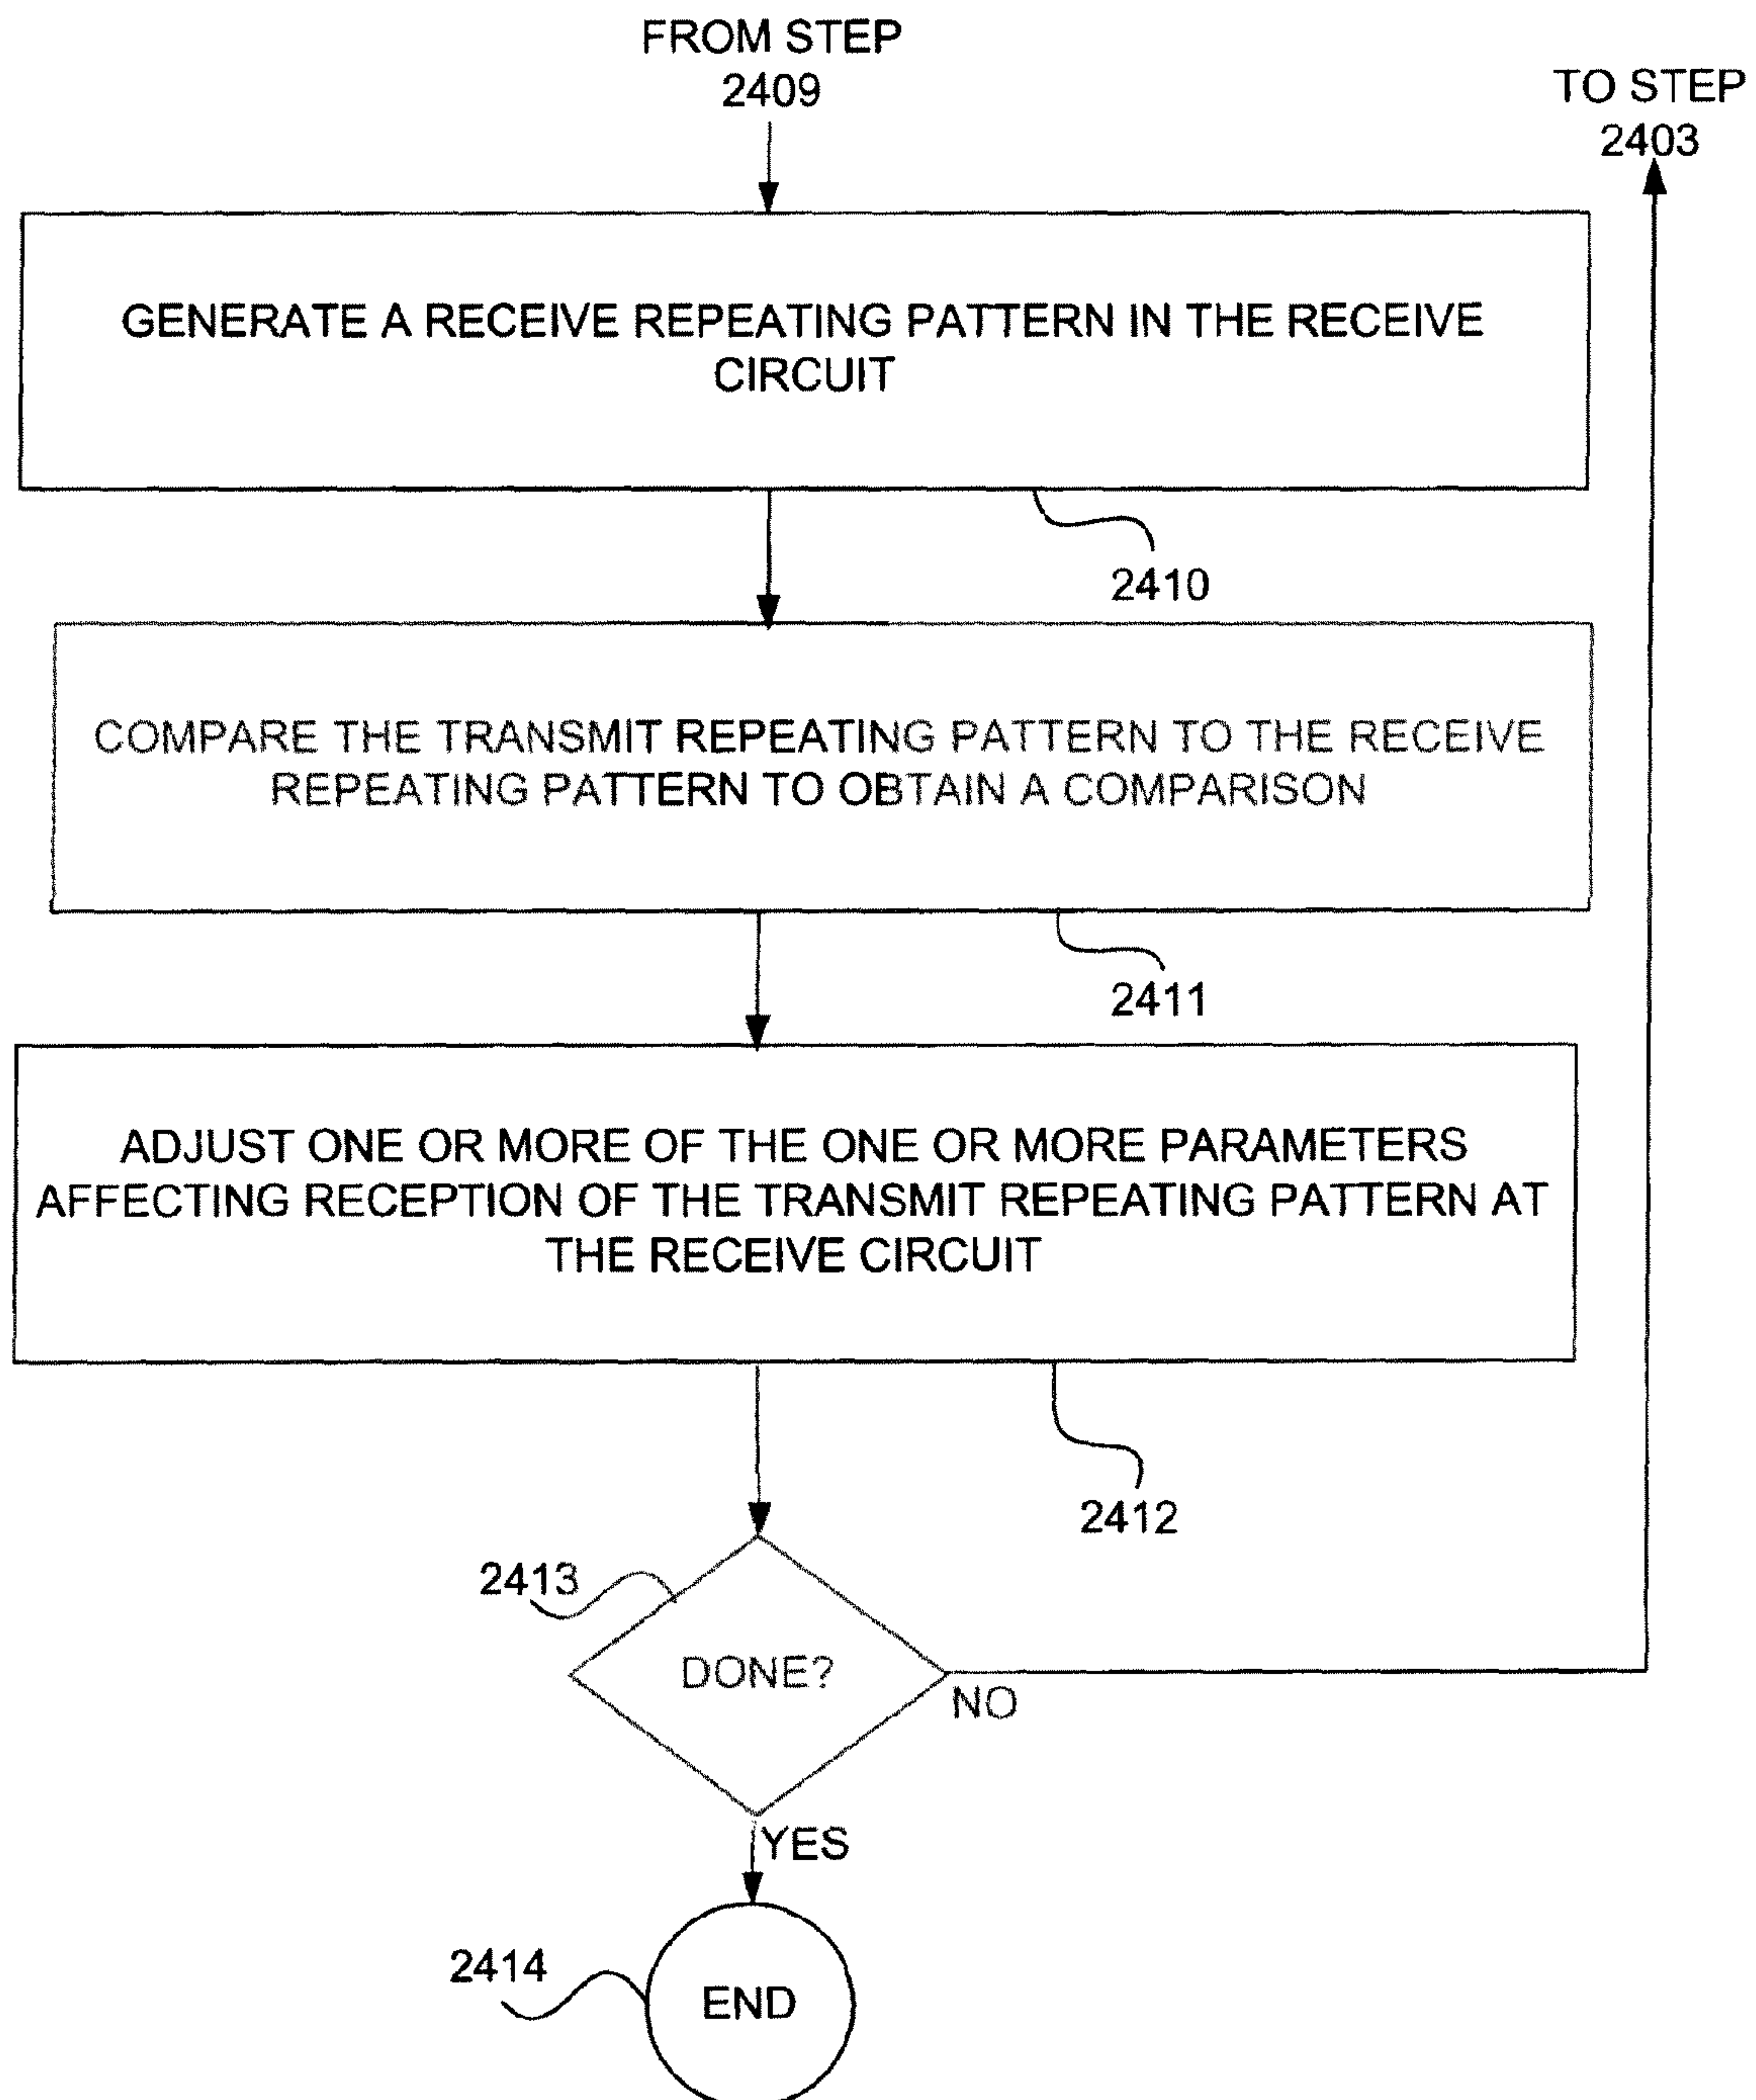 FROM STEP
2409
TO STEP
2403
GENERATE A RECEIVE REPEATING PATTERN IN THE RECEIVE
CIRCUIT
2410
COMPARE THE TRANSMIT REPEATING PATTERN TO THE RECEIVE
REPEATING PATTERN TO OBTAIN A COMPARISON
2411
ADJUST ONE OR MORE OF THE ONE OR MORE PARAMETERS
AFFECTING RECEPTION OF THE TRANSMIT REPEATING PATTERN AT
THE RECEIVE CIRCUIT
2412
2413
DONE?
NO
YES
2414
END